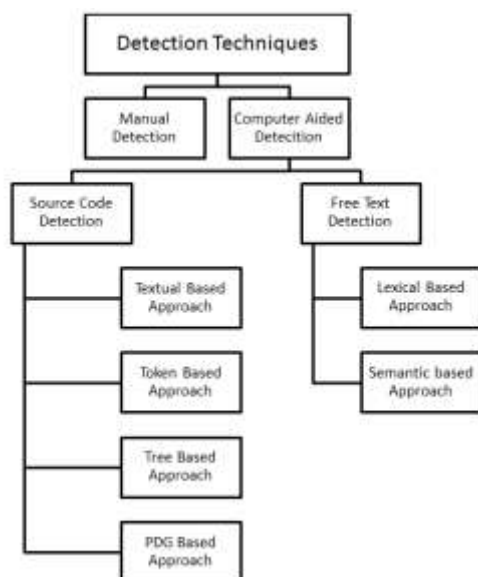 Detection Techniques
Manual
Detection
Computer Aided
Detecition
Source Code
Detection
Free Text
Detection
Textual Based
Approach
Token Based
Approach
Tree Based
Approach
PDG Based
Approach
Lexical Based
Approach
Semantic based
Approach